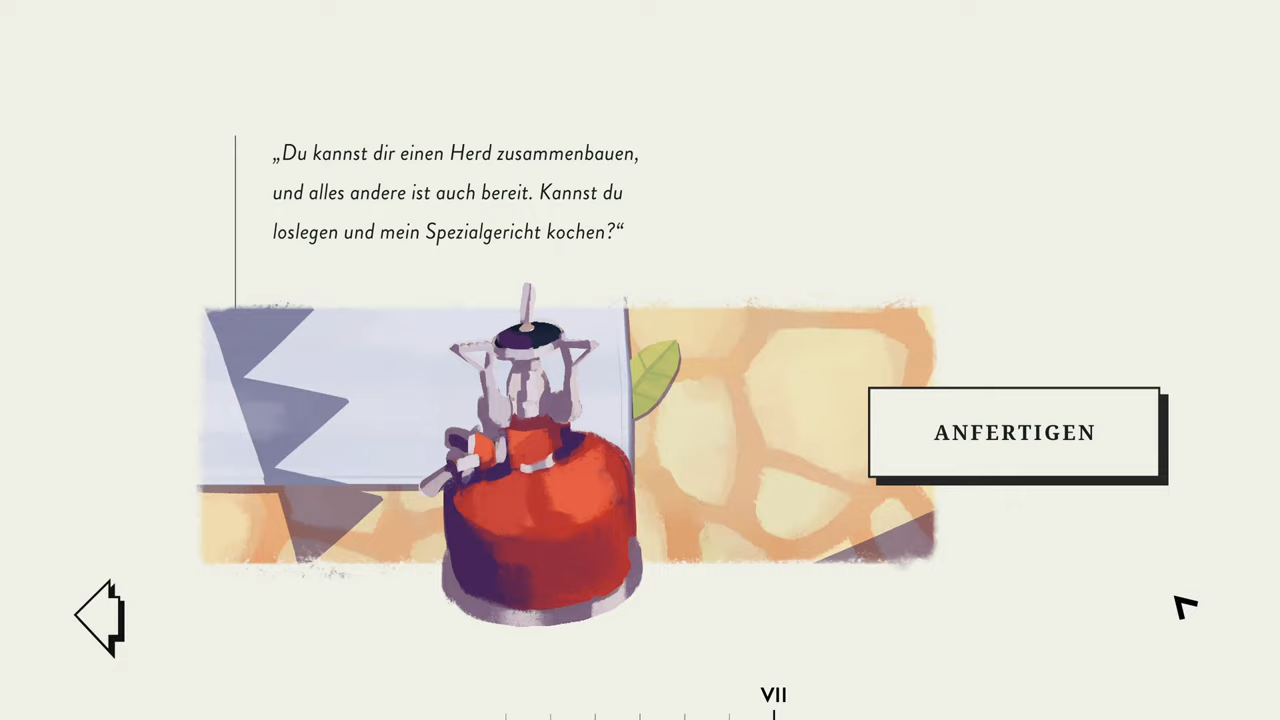 „Du kannst dir einen Herd zusammenbauen,
und alles andere ist auch bereit. Kannst du
loslegen und mein Spezialgericht kochen?“
ANFERTIGEN
VII